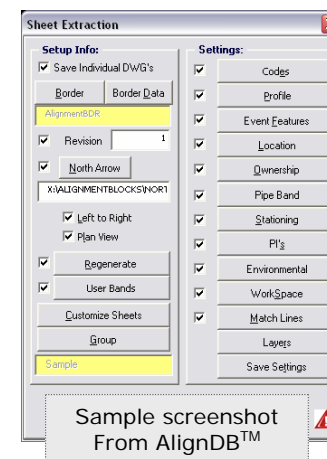 Sheet Extraction
Setup Info:
Save Individual DWG's
Border
Border Data
AlignmentBDR
Revision
1
North Arrow
X:\ALIGNMENTBLOCKS\NOR1
Left to Right
Plan View
Regenerate
User Bands
Customize Sheets
Group
Sample
Settings:
Codes
Profile
Event Features
Location
Ownership
Pipe Band
Stationing
PI's
Environmental
WorkSpace
Match Lines
Layers
Save Settings
Sample screenshot
From AlignDB™